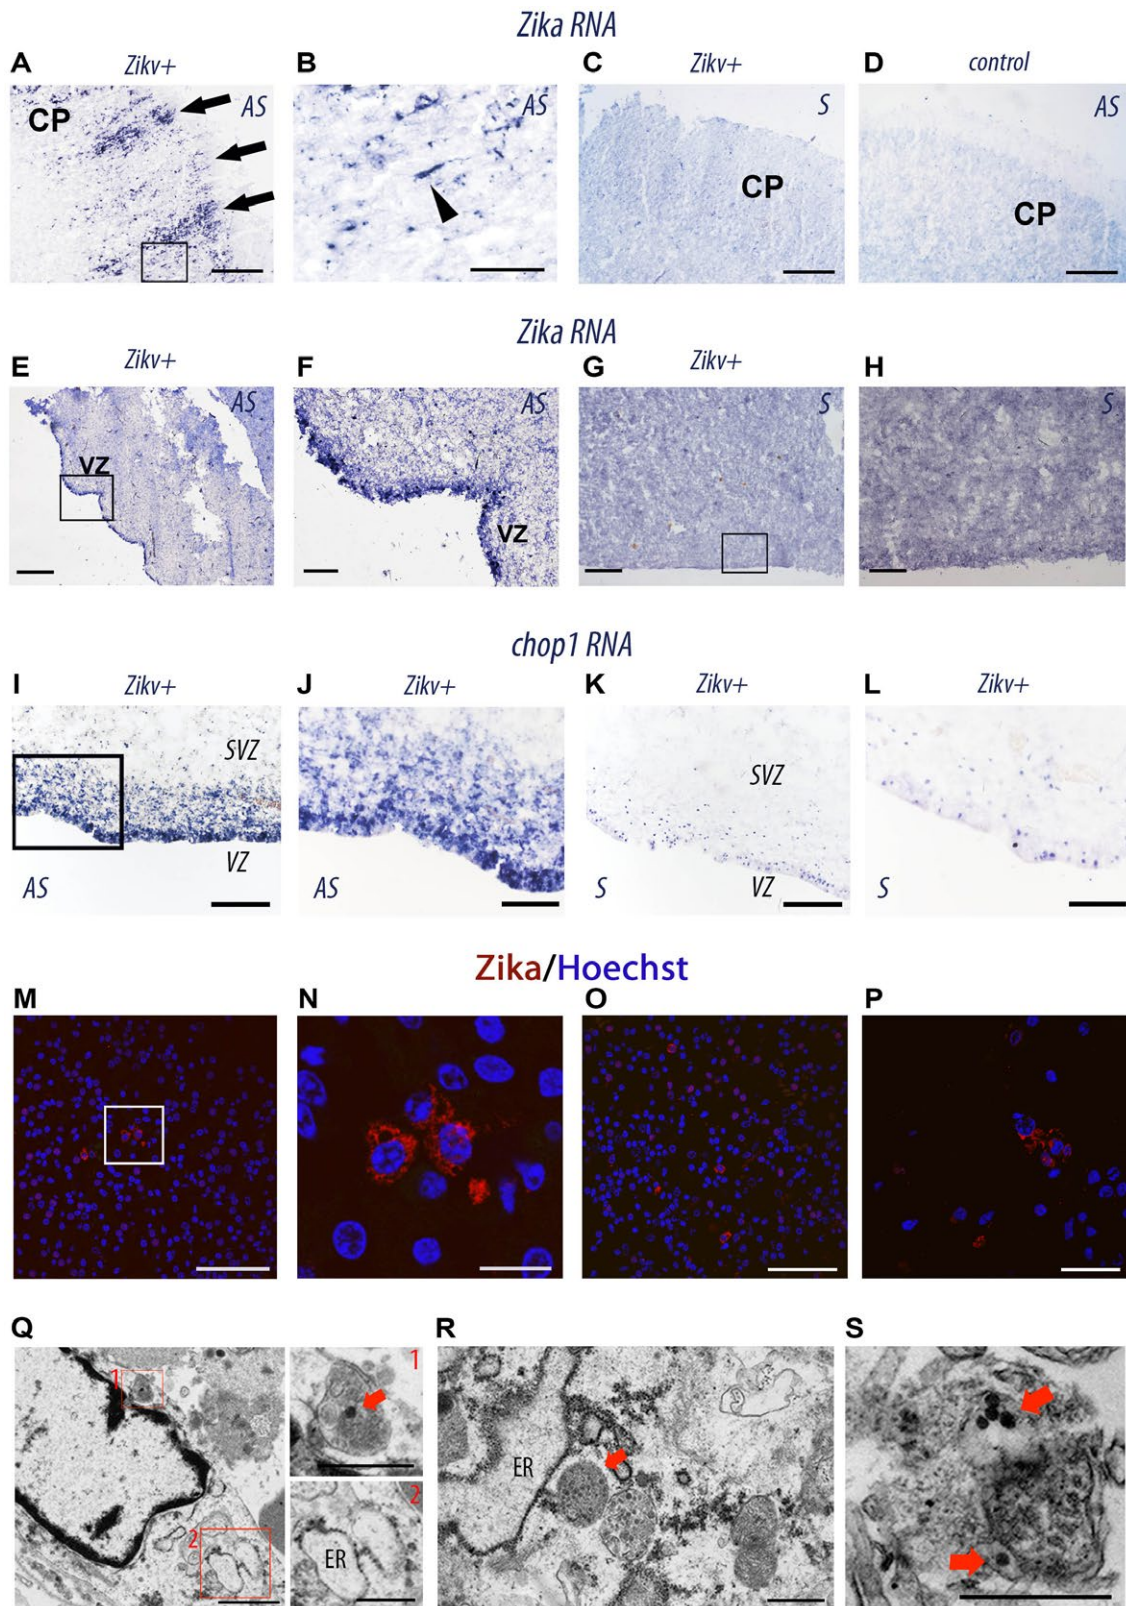 Zika RNA
A Zikv+ B C Zikv+ D control
CP AS AS S CP AS CP
Zika RNA
E Zikv+ F G Zikv+ H
AS VZ AS VZ S S
chop1 RNA
I Zikv+ J Zikv+ K Zikv+ L Zikv+
SVZ SVZ
VZ VZ
AS AS S S
Zika/Hoechst
M N O P
Q R S
1 1
2 2
ER ER